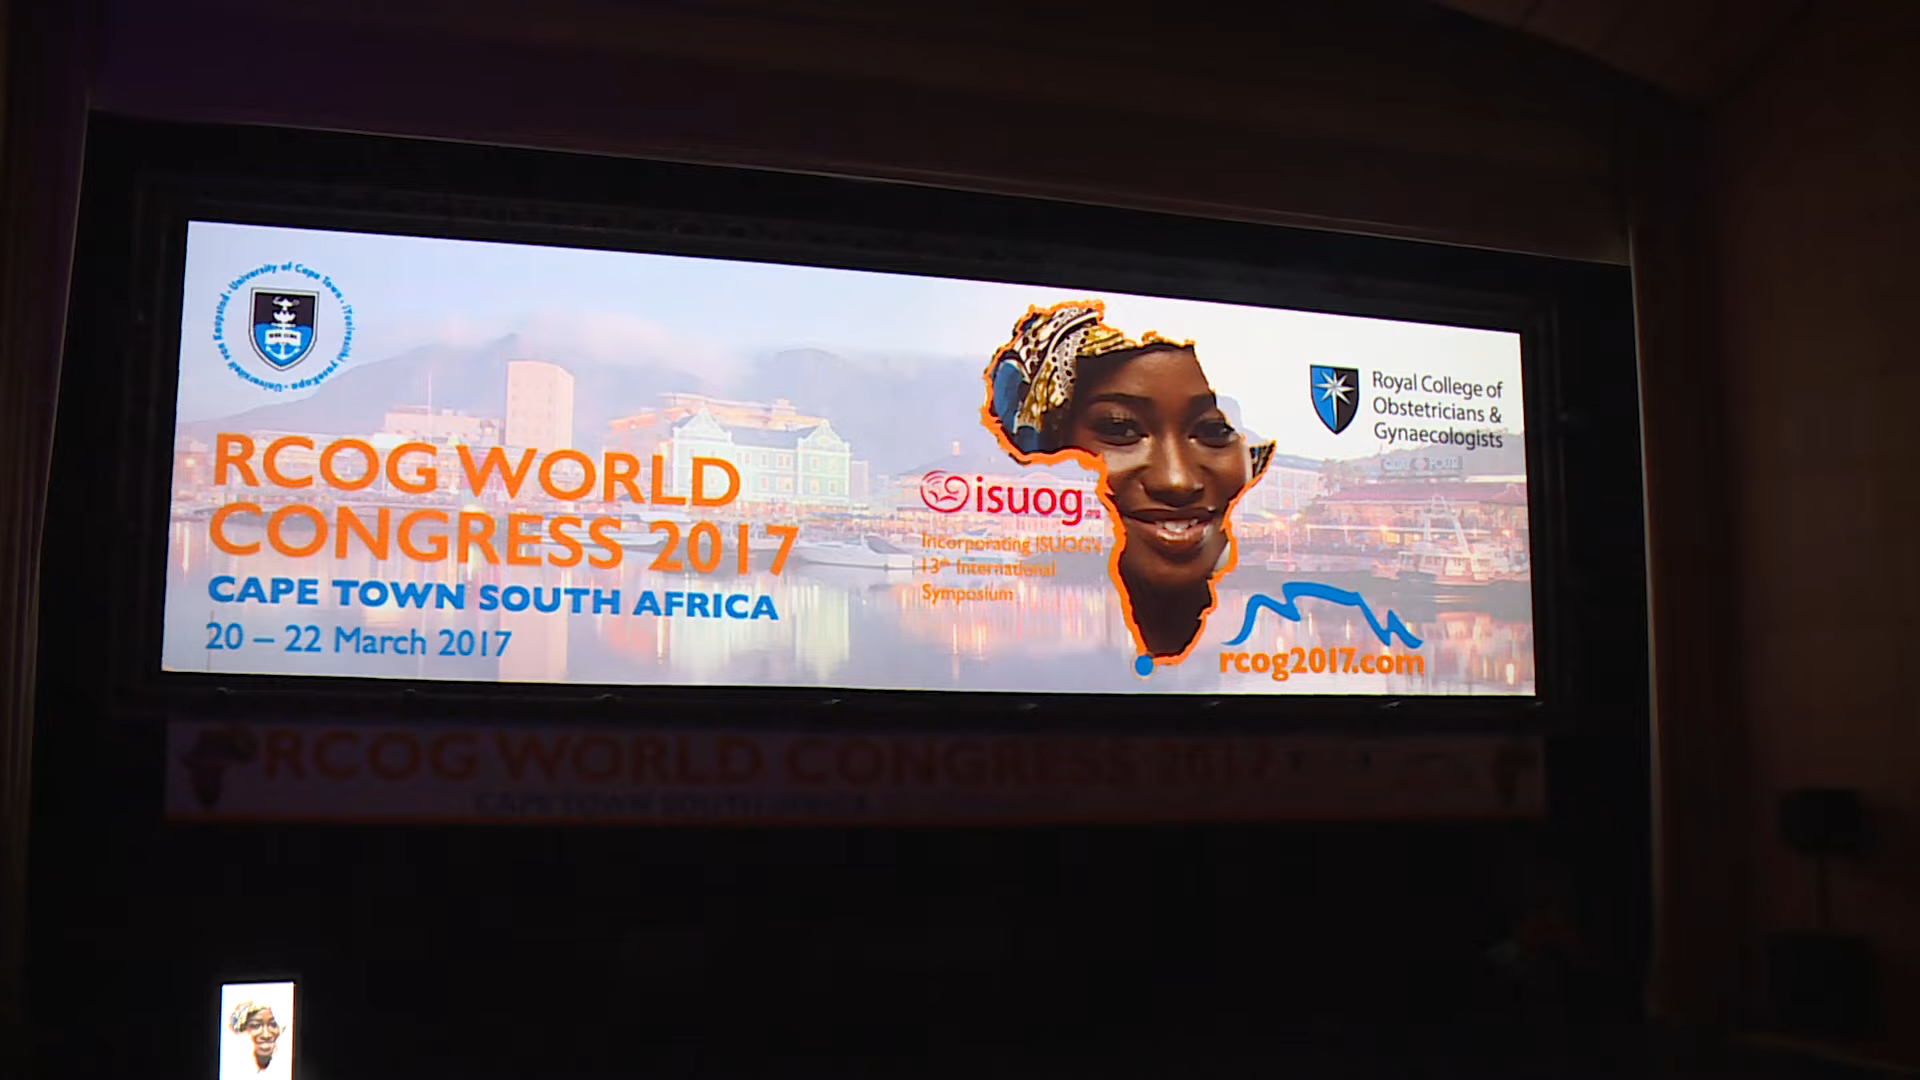 University of Cape Town
RCOG WORLD
CONGRESS 2017
CAPE TOWN SOUTH AFRICA
20 – 22 March 2017
isuog
Incorporating ISUOG's
13th International
Symposium
Royal College of
Obstetricians &
Gynaecologists
rcog2017.com
RCOG WORLD CONGRESS 2017
CAPE TOWN SOUTH AFRICA